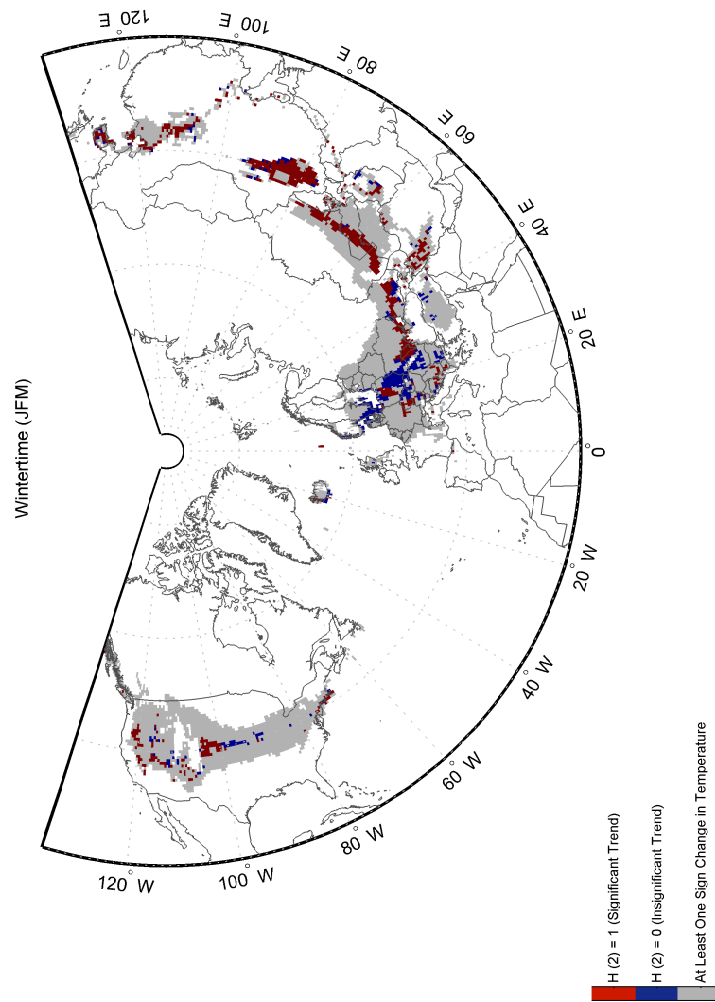 Wintertime (JFM)
120 E
100 E
80 E
60 E
40 E
20 E
0
20 W
40 W
60 W
80 W
100 W
120 W
H (2) = 1 (Significant Trend)
H (2) = 0 (Insignificant Trend)
At Least One Sign Change in Temperature